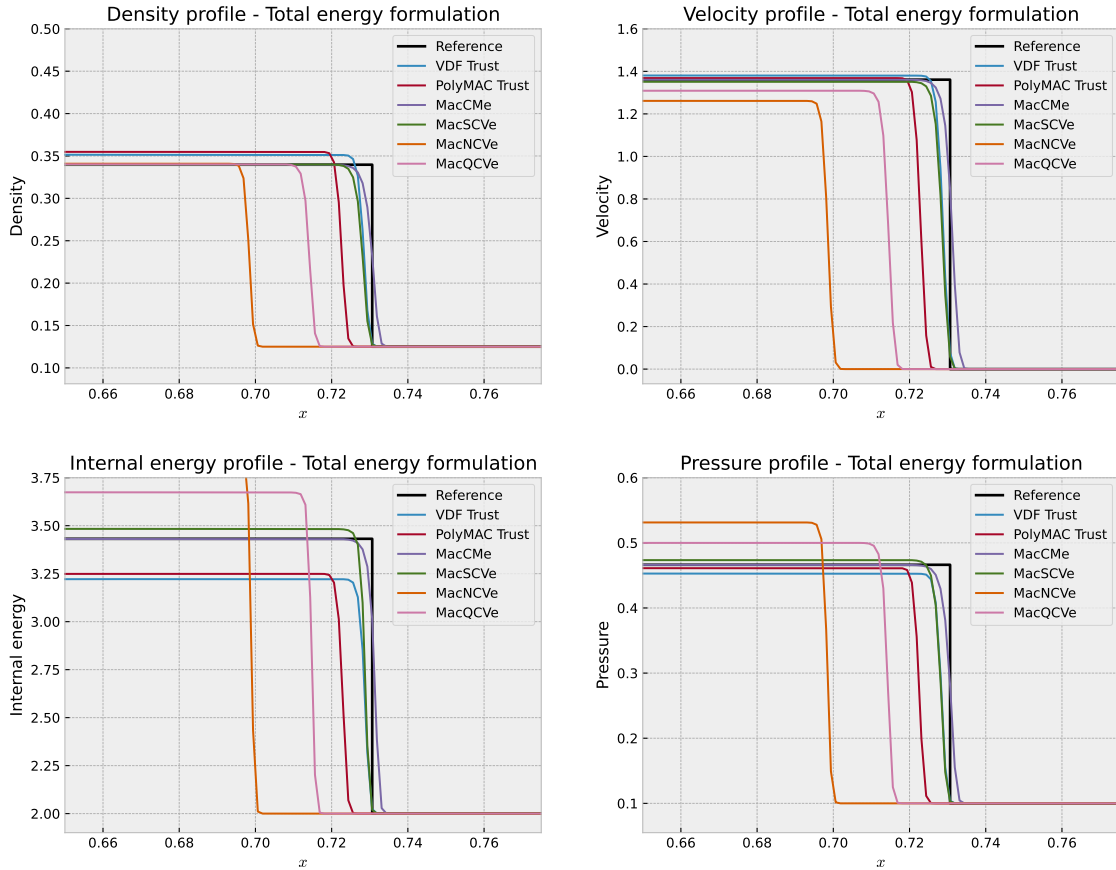 Density profile - Total energy formulation
Density
0.50
0.45
0.40
0.35
0.30
0.25
0.20
0.15
0.10
0.66
0.68
0.70
0.72
0.74
0.76
x
Reference
VDF Trust
PolyMAC Trust
MacCMe
MacSCVe
MacNCVe
MacQCVe
Velocity profile - Total energy formulation
Velocity
1.6
1.4
1.2
1.0
0.8
0.6
0.4
0.2
0.0
0.66
0.68
0.70
0.72
0.74
0.76
x
Reference
VDF Trust
PolyMAC Trust
MacCMe
MacSCVe
MacNCVe
MacQCVe
Internal energy profile - Total energy formulation
Internal energy
3.75
3.50
3.25
3.00
2.75
2.50
2.25
2.00
0.66
0.68
0.70
0.72
0.74
0.76
x
Reference
VDF Trust
PolyMAC Trust
MacCMe
MacSCVe
MacNCVe
MacQCVe
Pressure profile - Total energy formulation
Pressure
0.6
0.5
0.4
0.3
0.2
0.1
0.66
0.68
0.70
0.72
0.74
0.76
x
Reference
VDF Trust
PolyMAC Trust
MacCMe
MacSCVe
MacNCVe
MacQCVe